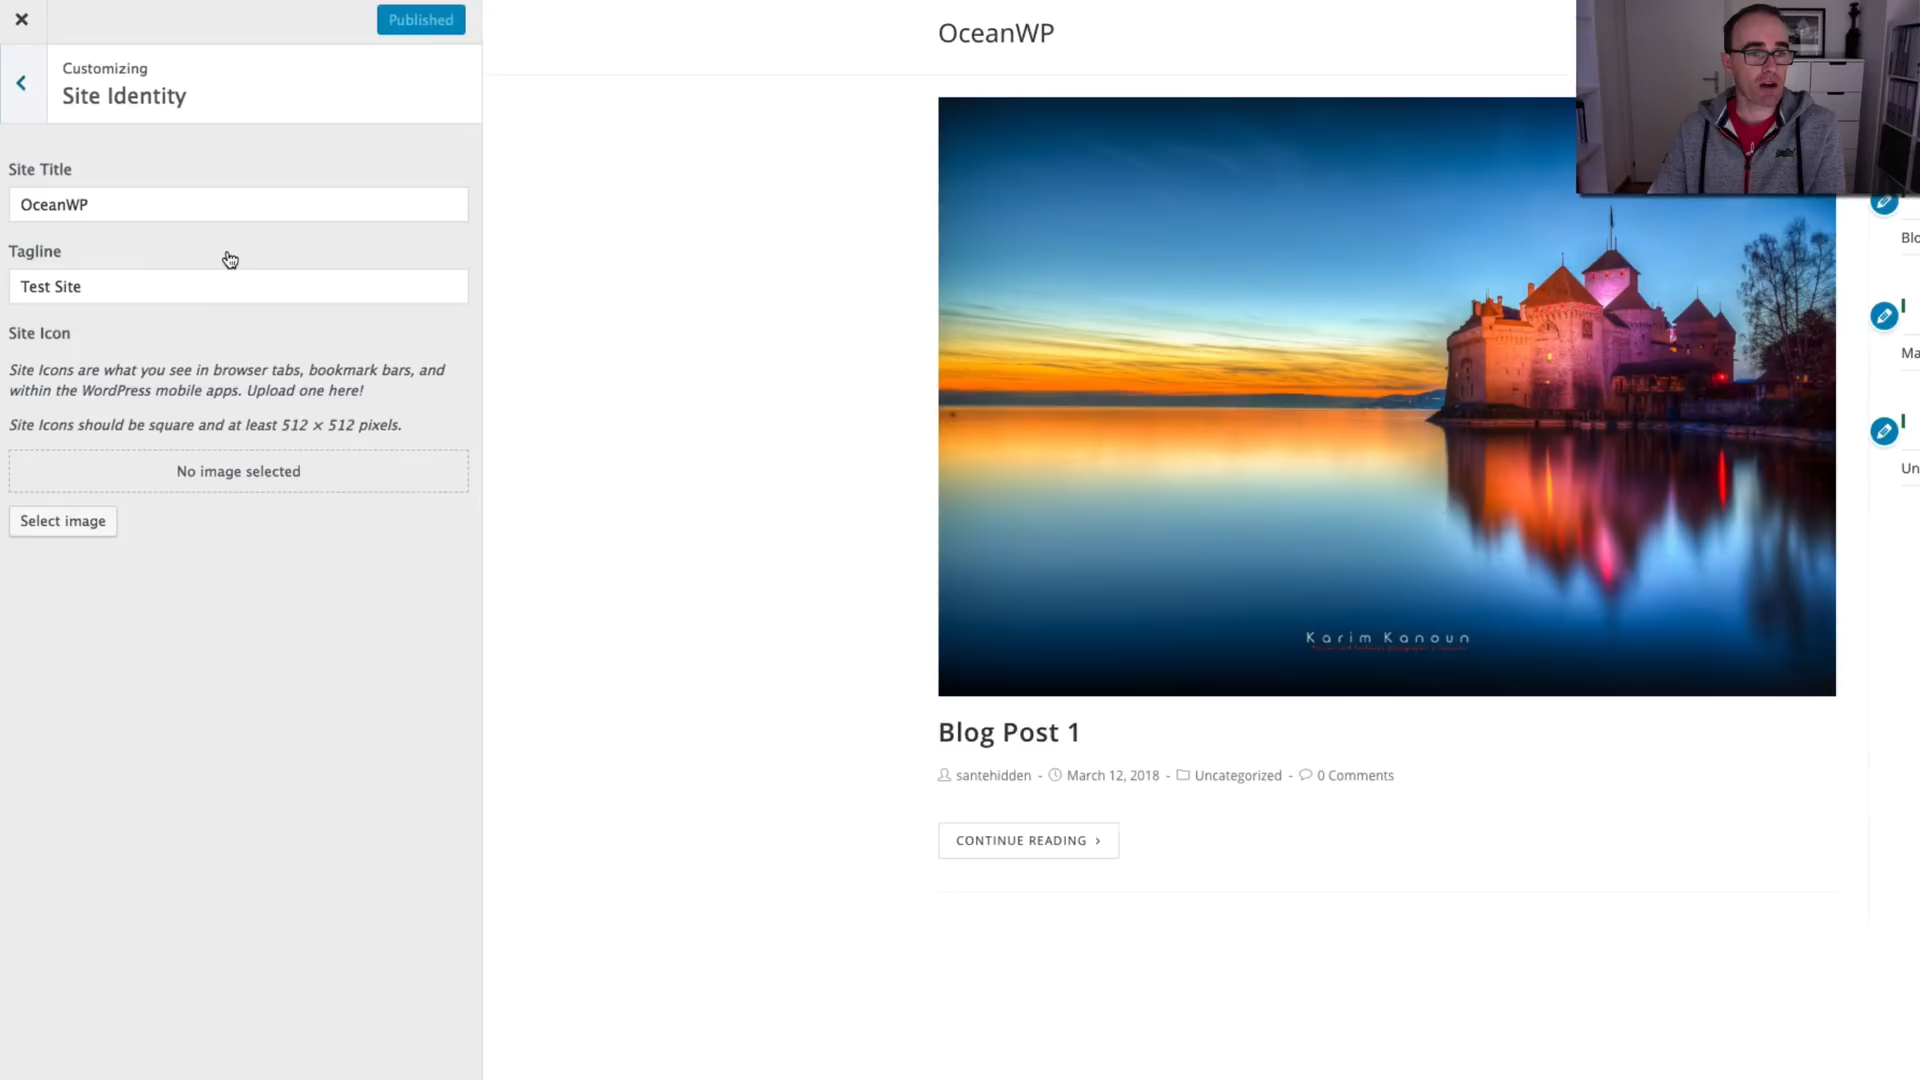 Published
Customizing
Site Identity
Site Title
OceanWP
Tagline
Test Site
Site Icon
Site Icons are what you see in browser tabs, bookmark bars, and
within the WordPress mobile apps. Upload one here!
Site Icons should be square and at least 512 × 512 pixels.
No image selected
Select image
OceanWP
Karim Kanoun
Blog Post 1
santehidden - March 12, 2018 - Uncategorized - 0 Comments
CONTINUE READING ›
Blo
Ma
Un